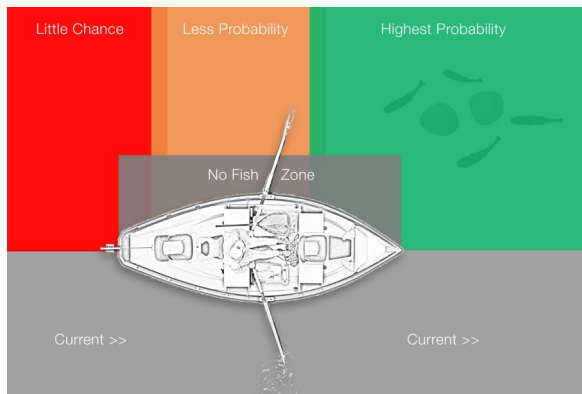 Little Chance
Less Probability
Highest Probability
No Fish Zone
Current >>
Current >>